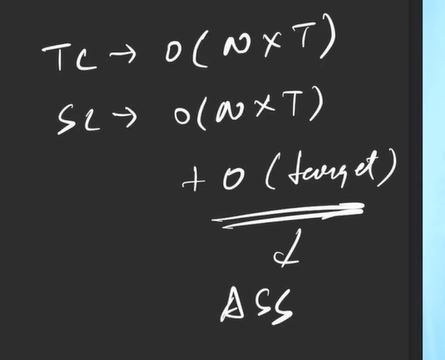 TC → O(N×T)
SC → O(N×T)
+ O (target)
↓
ASS